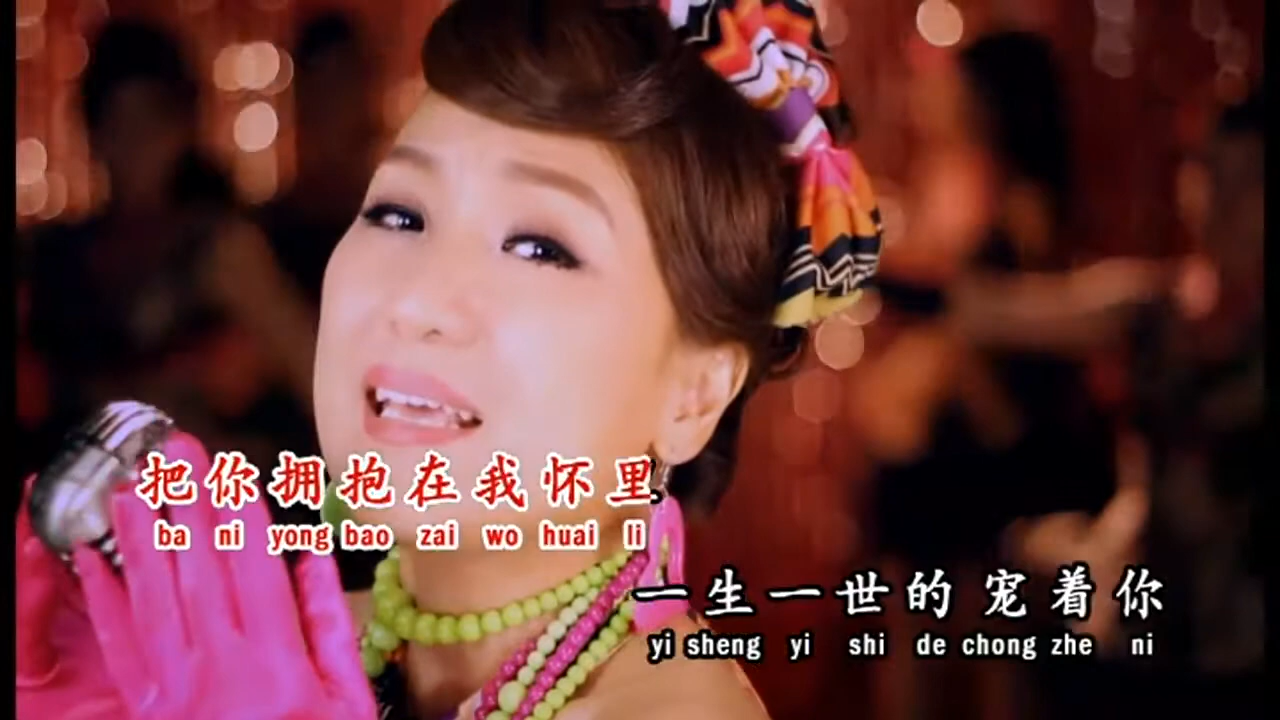 把你拥抱在我怀里
ba ni yong bao zai wo huai li
一生一世的宠着你
yi sheng yi shi de chong zhe ni